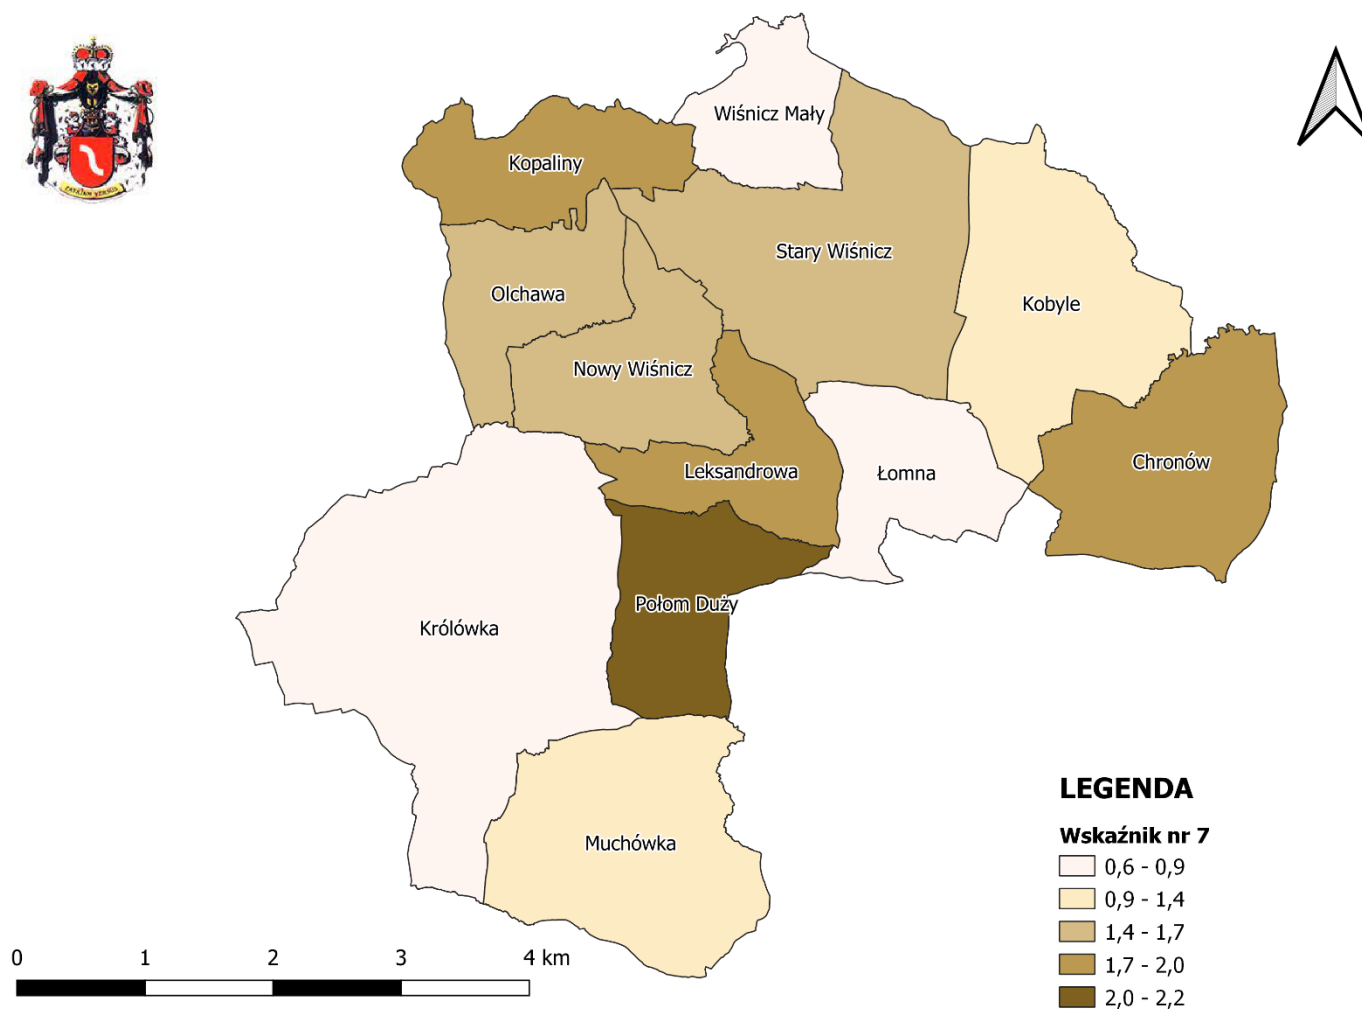 Wiśnicz Mały
Kopaliny
Stary Wiśnicz
Olchawa
Kobyle
Nowy Wiśnicz
Leksandrowa
Łomna
Chronów
Połom Duży
Królówka
Muchówka
LEGENDA
Wskaźnik nr 7
0,6 - 0,9
0,9 - 1,4
1,4 - 1,7
1,7 - 2,0
2,0 - 2,2
0 1 2 3 4 km